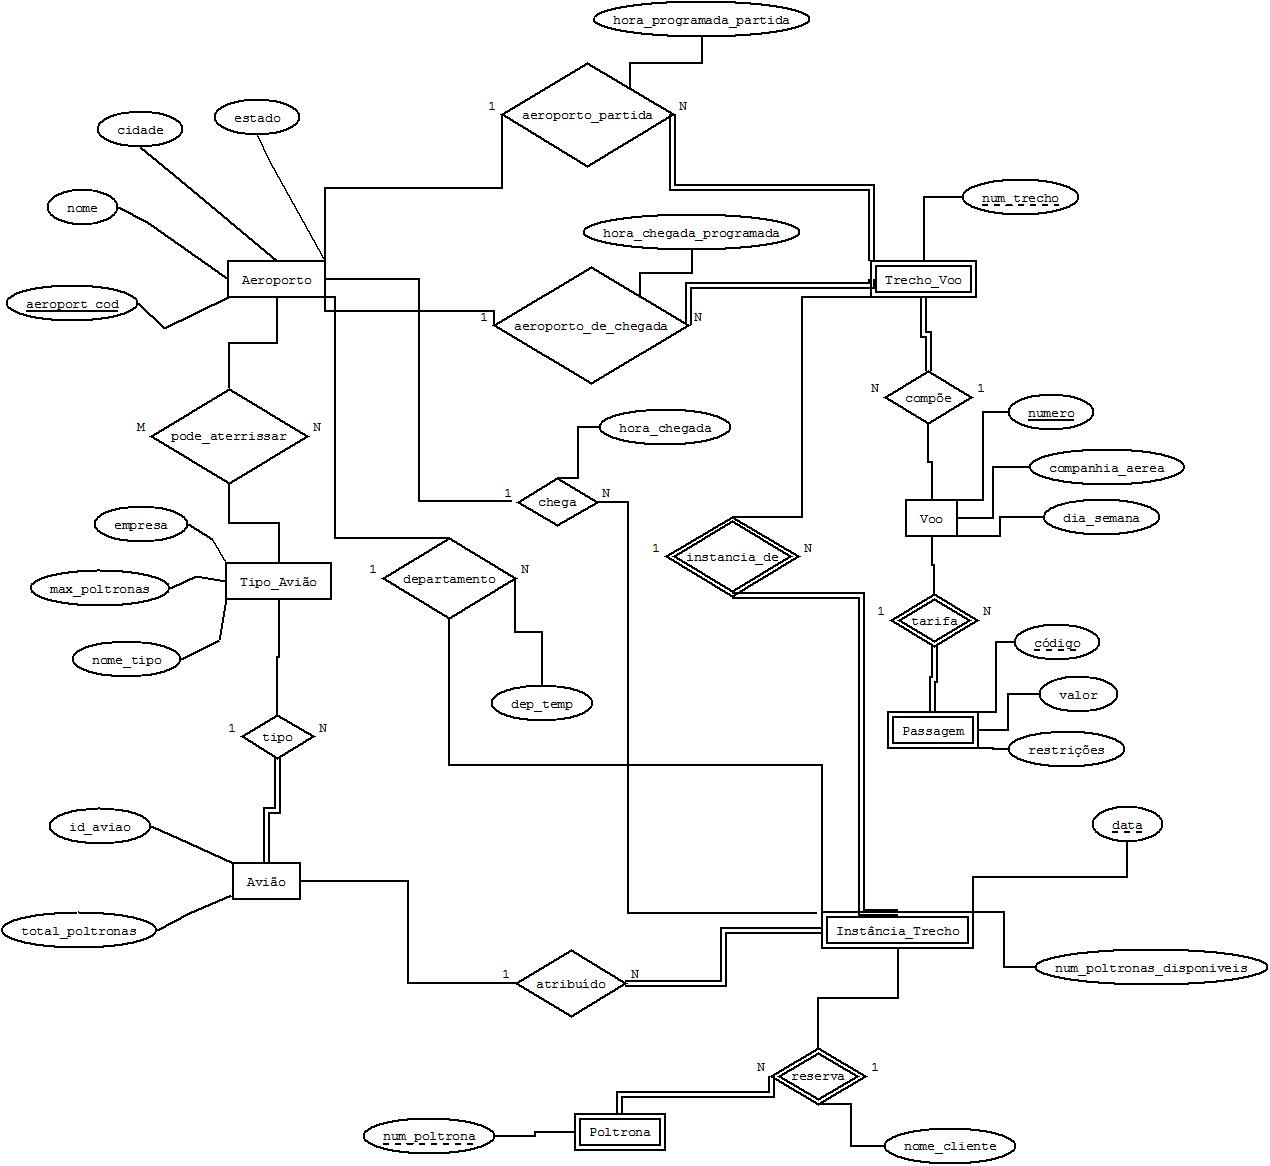 hora_programada_partida
1
aeroporto_partida
N
cidade
estado
nome
num_trecho
hora_chegada_programada
aeroport_cod
Aeroporto
Trecho_Voo
1
aeroporto_de_chegada
N
N
compõe
1
M
pode_aterrissar
N
hora_chegada
numero
companhia_aerea
1
chega
N
Voo
dia_semana
empresa
1
instancia_de
N
max_poltronas
Tipo_Avião
1
departamento
N
1
tarifa
N
nome_tipo
código
dep_temp
valor
1
tipo
N
Passagem
restrições
id_aviao
data
Avião
total_poltronas
Instância_Trecho
1
atribuído
N
num_poltronas_disponiveis
N
reserva
1
num_poltrona
Poltrona
nome_cliente